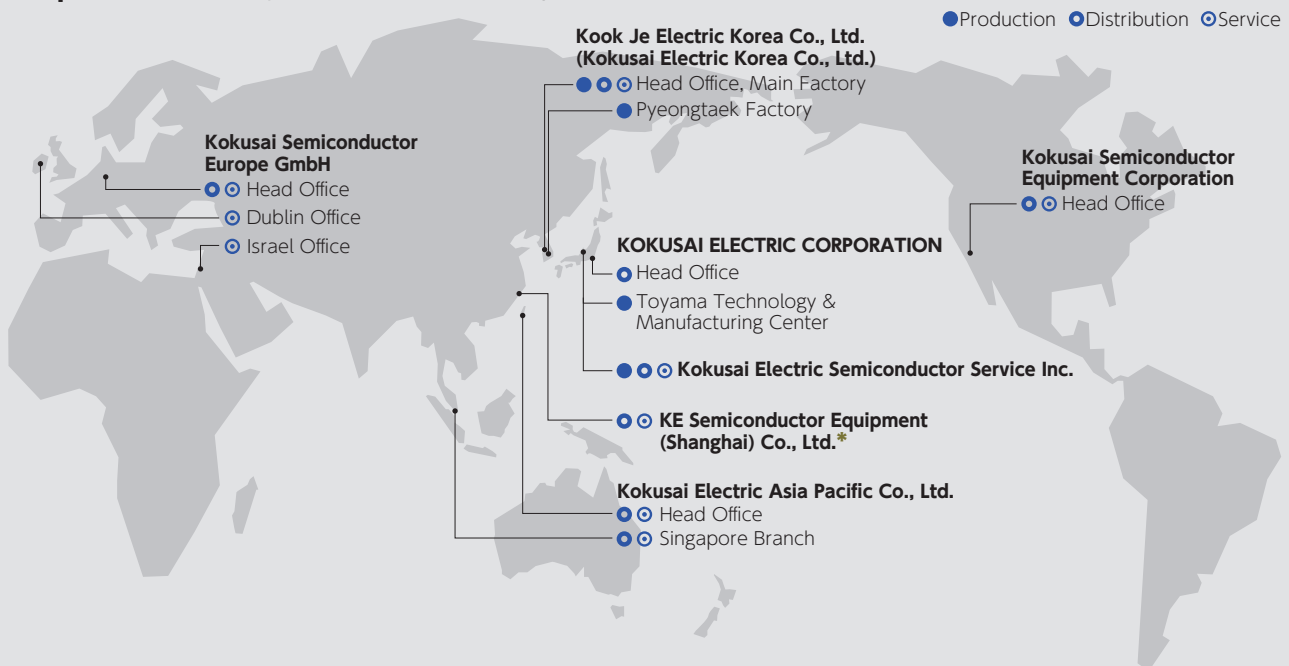 Production Distribution Service
Kook Je Electric Korea Co., Ltd.
(Kokusai Electric Korea Co., Ltd.)
Head Office, Main Factory
Pyeongtaek Factory
Kokusai Semiconductor
Europe GmbH
Head Office
Dublin Office
Israel Office
Kokusai Semiconductor
Equipment Corporation
Head Office
KOKUSAI ELECTRIC CORPORATION
Head Office
Toyama Technology &
Manufacturing Center
Kokusai Electric Semiconductor Service Inc.
KE Semiconductor Equipment
(Shanghai) Co., Ltd.*
Kokusai Electric Asia Pacific Co., Ltd.
Head Office
Singapore Branch